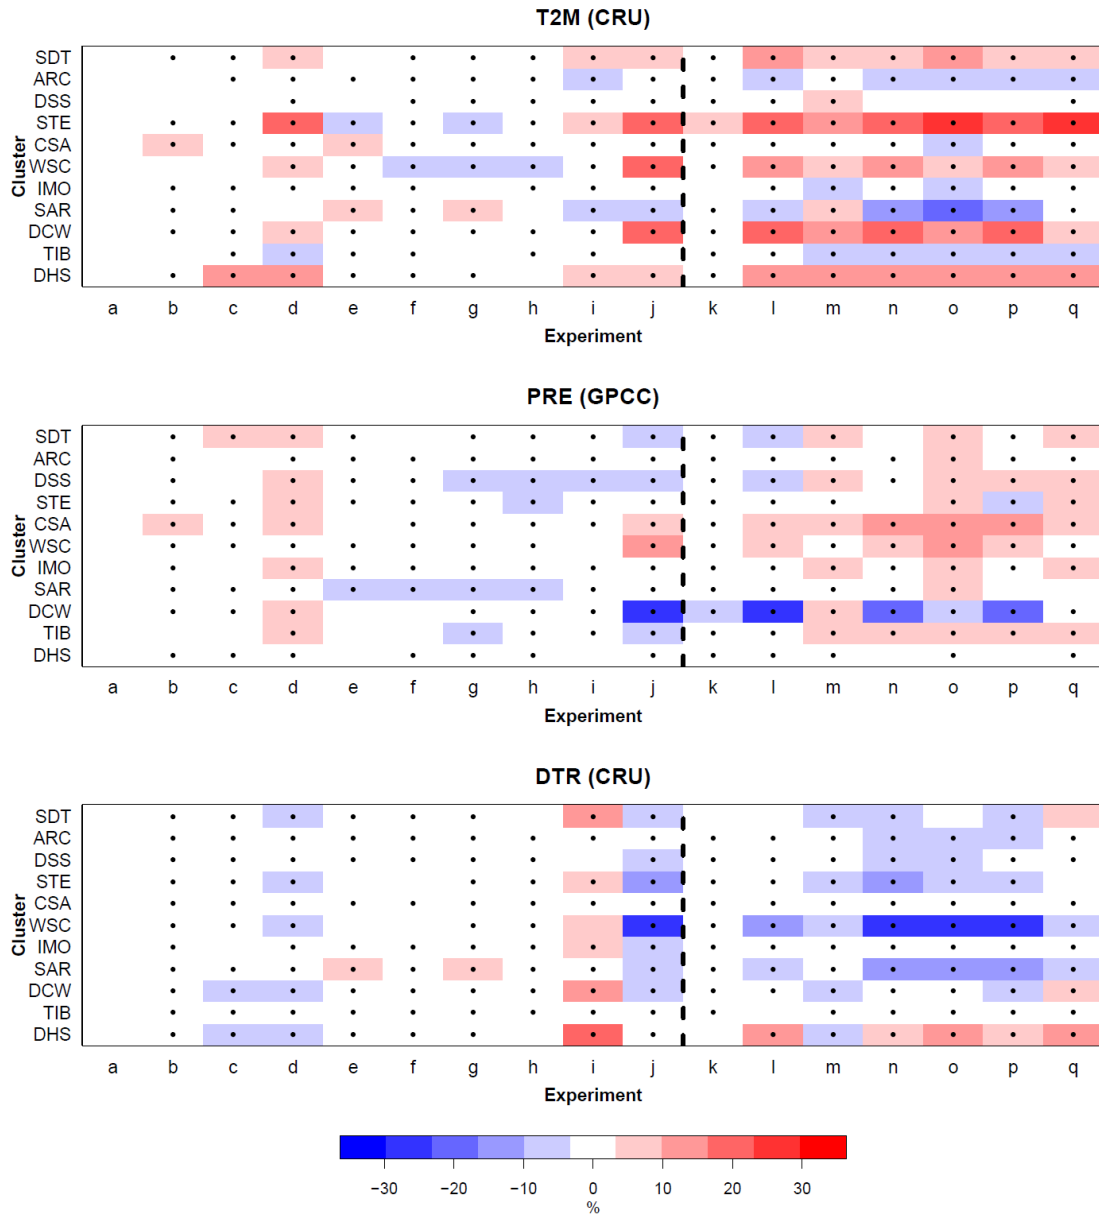 T2M (CRU)
SDT
ARC
DSS
STE
CSA
WSC
IMO
SAR
DCW
TIB
DHS
Cluster
a b c d e f g h i j k l m n o p q
Experiment
PRE (GPCC)
SDT
ARC
DSS
STE
CSA
WSC
IMO
SAR
DCW
TIB
DHS
Cluster
a b c d e f g h i j k l m n o p q
Experiment
DTR (CRU)
SDT
ARC
DSS
STE
CSA
WSC
IMO
SAR
DCW
TIB
DHS
Cluster
a b c d e f g h i j k l m n o p q
Experiment
−30 −20 −10 0 10 20 30
%